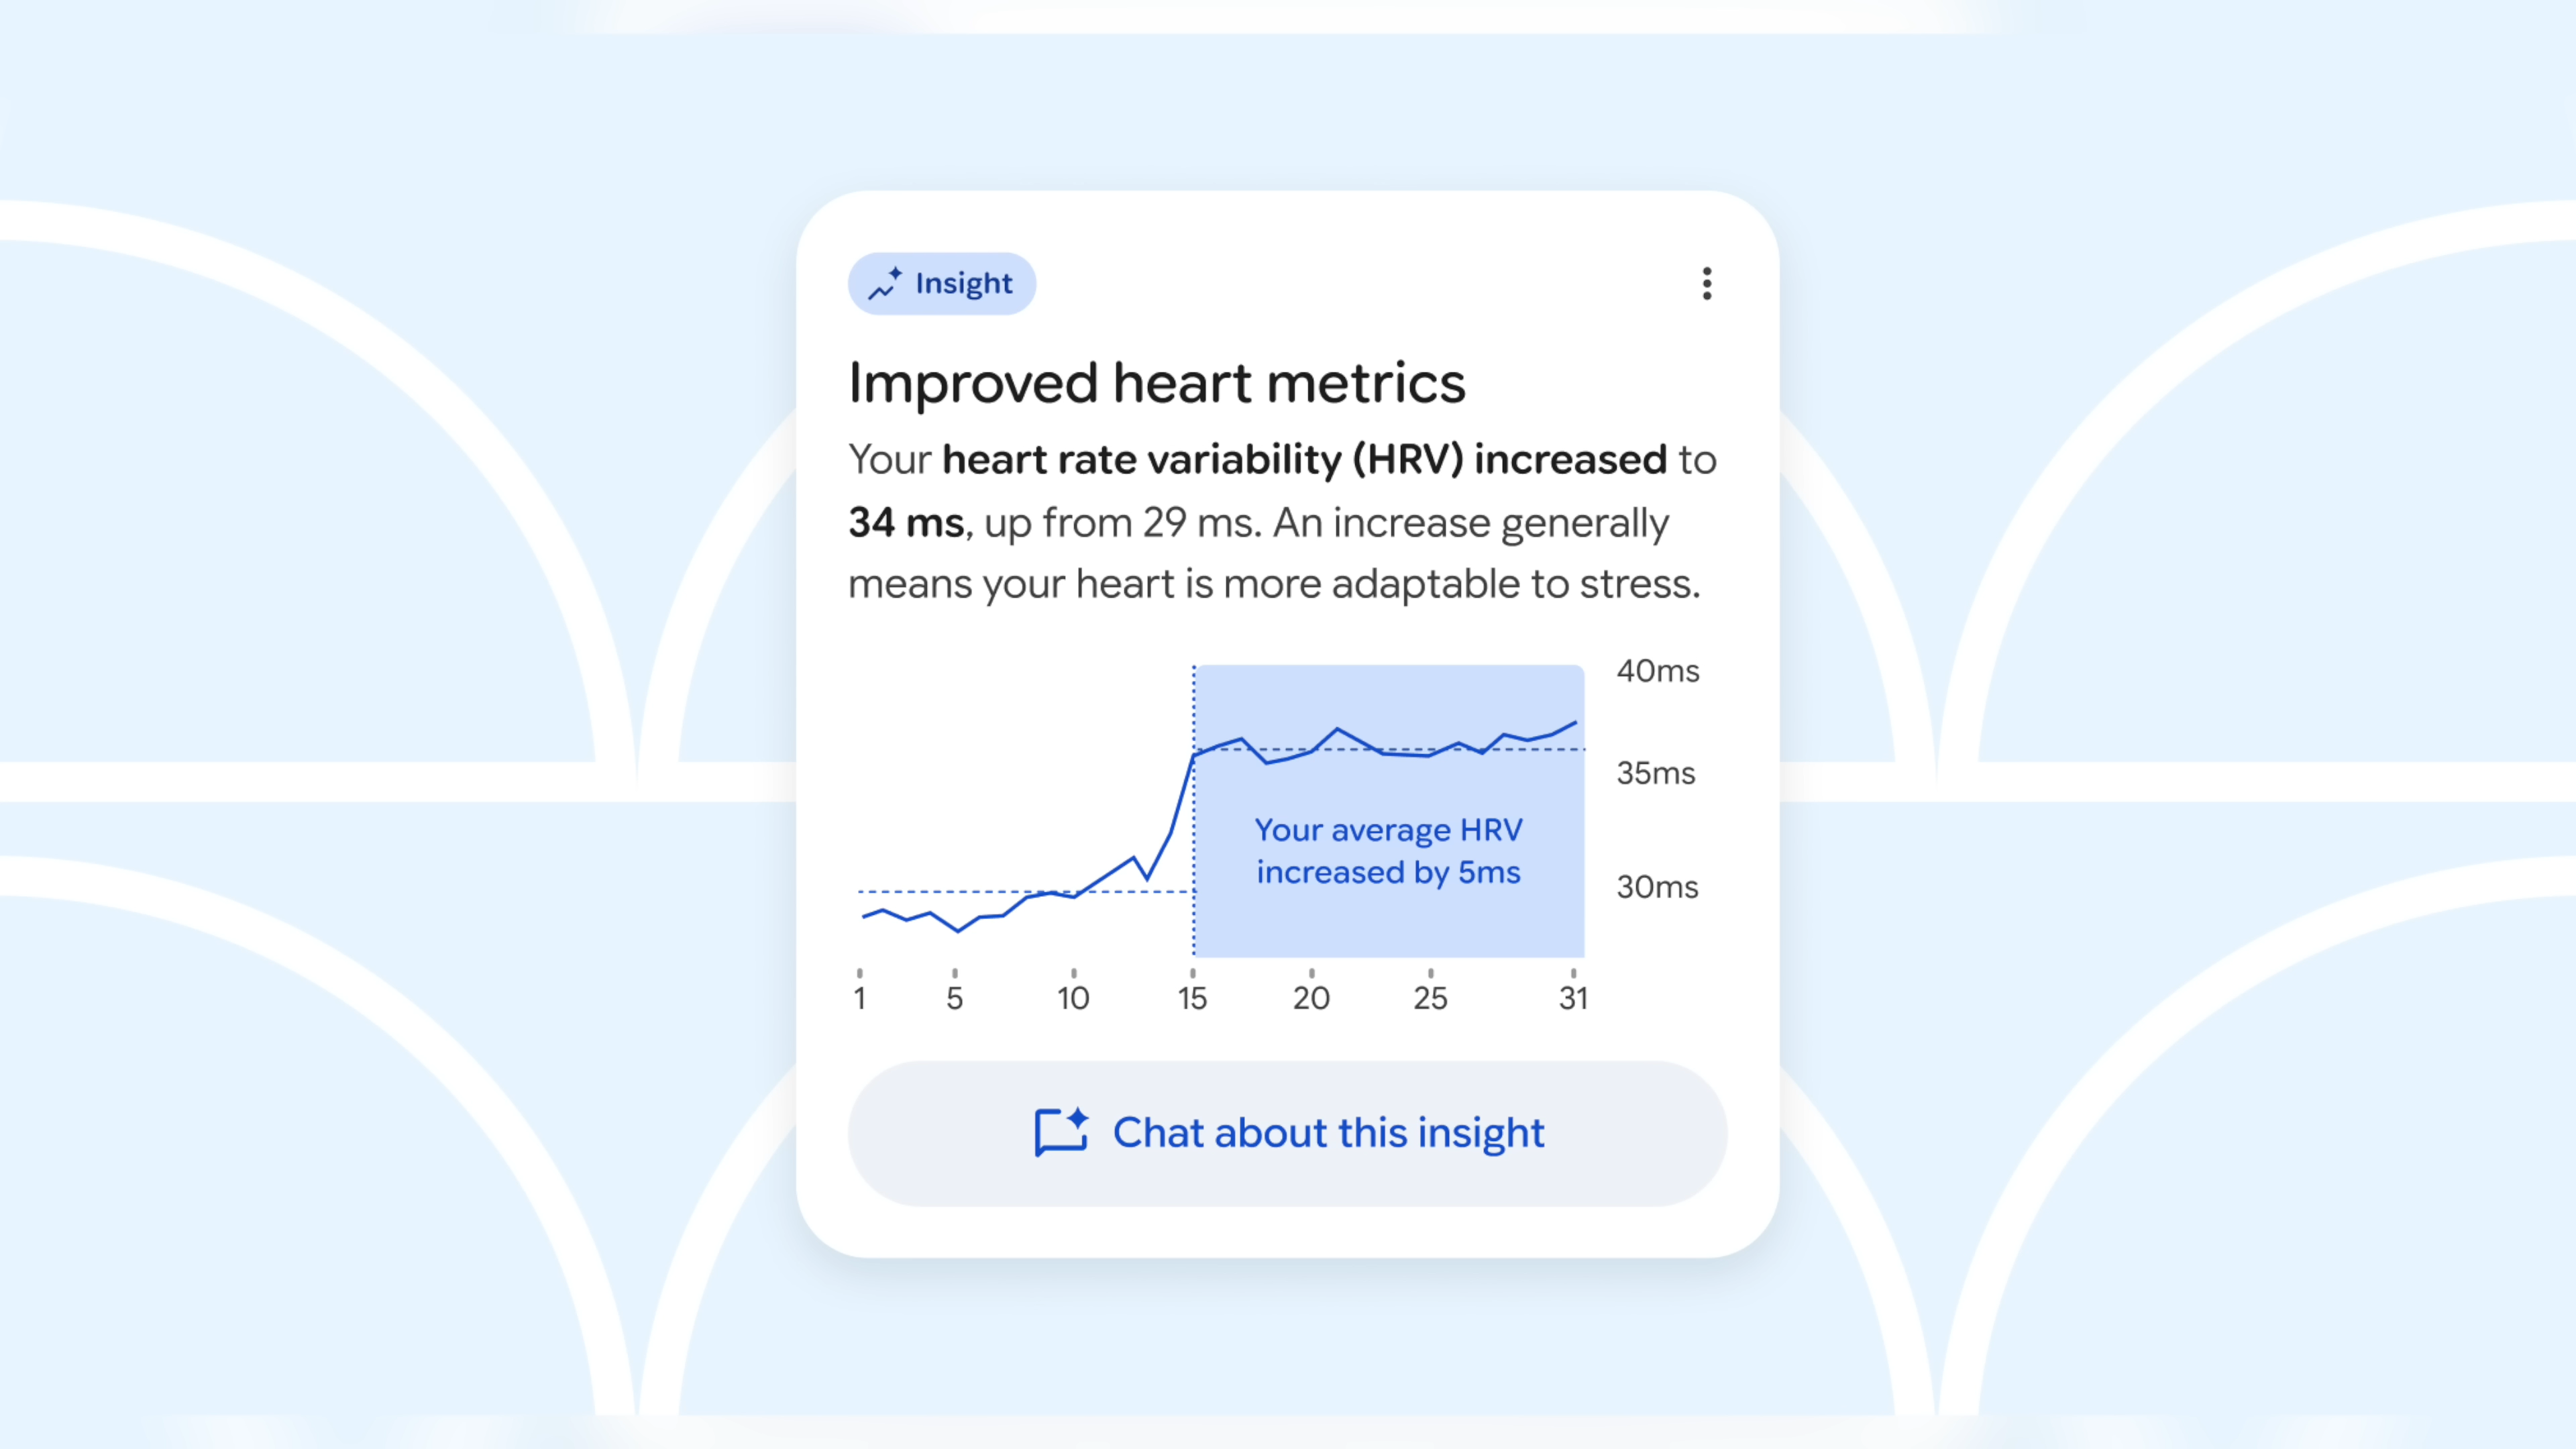 Insight
Improved heart metrics
Your heart rate variability (HRV) increased to
34 ms, up from 29 ms. An increase generally
means your heart is more adaptable to stress.
40ms
35ms
Your average HRV
increased by 5ms
30ms
1 5 10 15 20 25 31
Chat about this insight